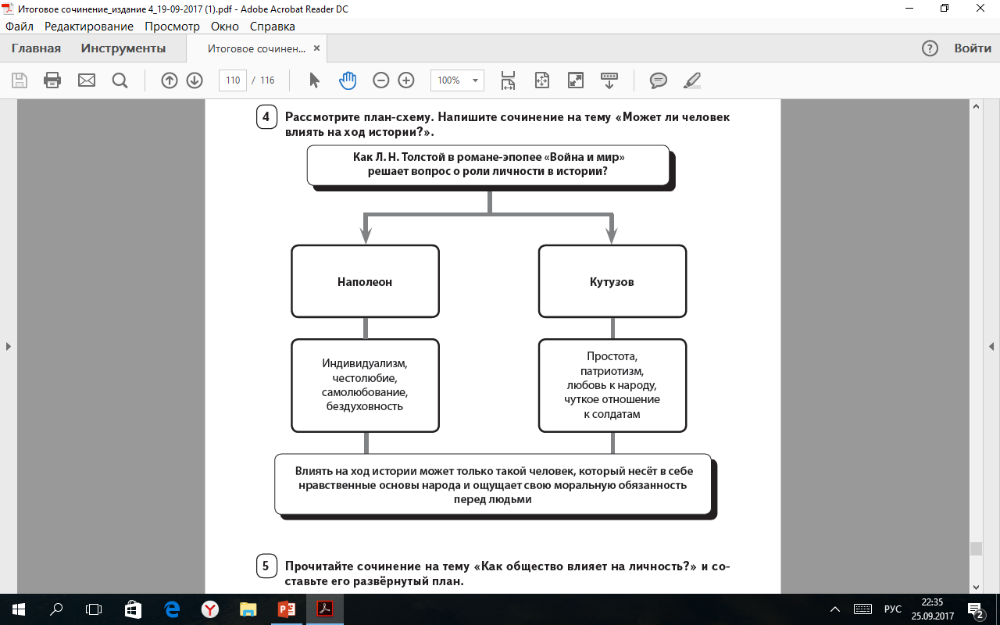 Итоговое сочинение_издание 4_19-09-2017 (1).pdf - Adobe Acrobat Reader DC
Файл Редактирование Просмотр Окно Справка
Главная Инструменты Итоговое сочинен... × ? Войти
110 / 116 100%
4 Рассмотрите план-схему. Напишите сочинение на тему «Может ли человек
влиять на ход истории?».
Как Л. Н. Толстой в романе-эпопее «Война и мир»
решает вопрос о роли личности в истории?
Наполеон
Кутузов
Индивидуализм,
честолюбие,
самолюбование,
бездуховность
Простота,
патриотизм,
любовь к народу,
чуткое отношение
к солдатам
Влиять на ход истории может только такой человек, который несёт в себе
нравственные основы народа и ощущает свою моральную обязанность
перед людьми
5 Прочитайте сочинение на тему «Как общество влияет на личность?» и со-
ставьте его развёрнутый план.
РУС 22:35
25.09.2017 2